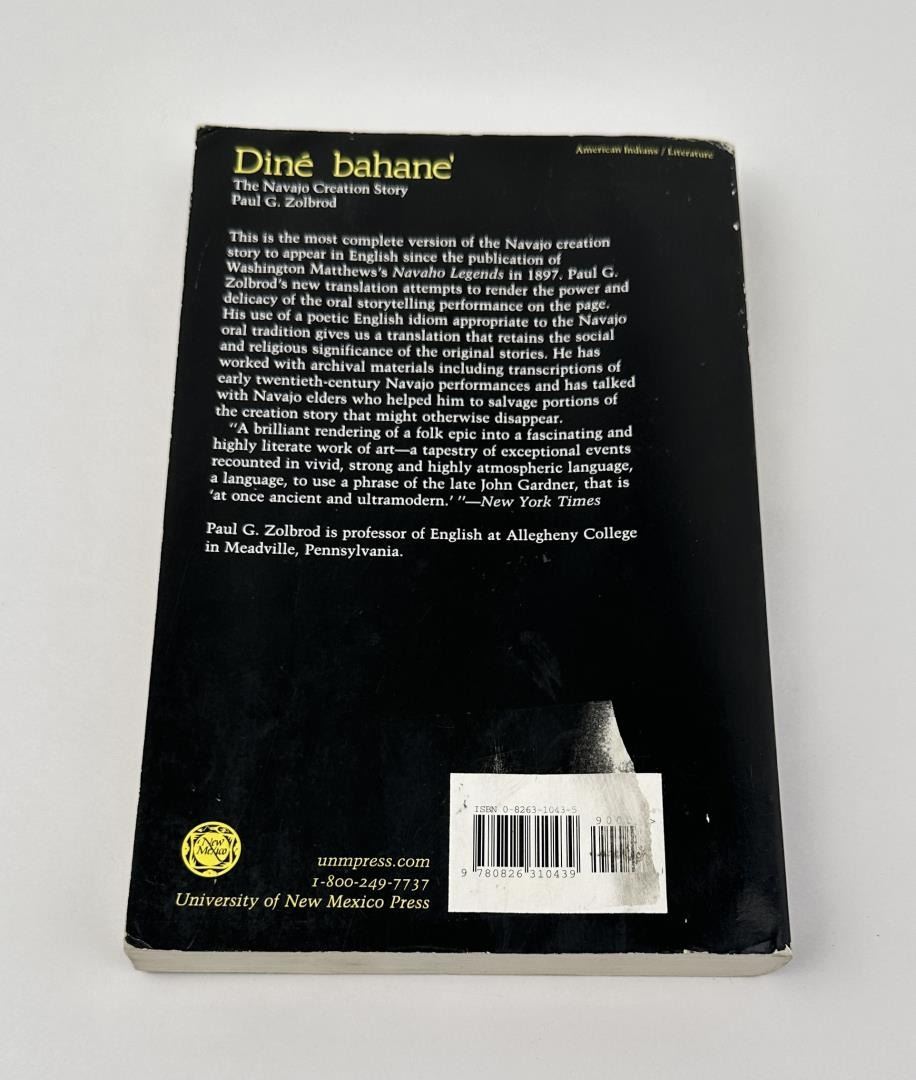 Diné bahane'
American Indians / Literature
The Navajo Creation Story
Paul G. Zolbrod
This is the most complete version of the Navajo creation
story to appear in English since the publication of
Washington Matthews's Navaho Legends in 1897. Paul G.
Zolbrod's new translation attempts to render the power and
delicacy of the oral storytelling performance on the page.
His use of a poetic English idiom appropriate to the Navajo
oral tradition gives us a translation that retains the social
and religious significance of the original stories. He has
worked with archival materials including transcriptions of
early twentieth-century Navajo performances and has talked
with Navajo elders who helped him to salvage portions of
the creation story that might otherwise disappear.
"A brilliant rendering of a folk epic into a fascinating and
highly literate work of art—a tapestry of exceptional events
recounted in vivid, strong and highly atmospheric language,
a language, to use a phrase of the late John Gardner, that is
'at once ancient and ultramodern.' "—New York Times
Paul G. Zolbrod is professor of English at Allegheny College
in Meadville, Pennsylvania.
New
Mexico
unmpress.com
1-800-249-7737
University of New Mexico Press
ISBN 0-8263-1043-5
9 780826 310439